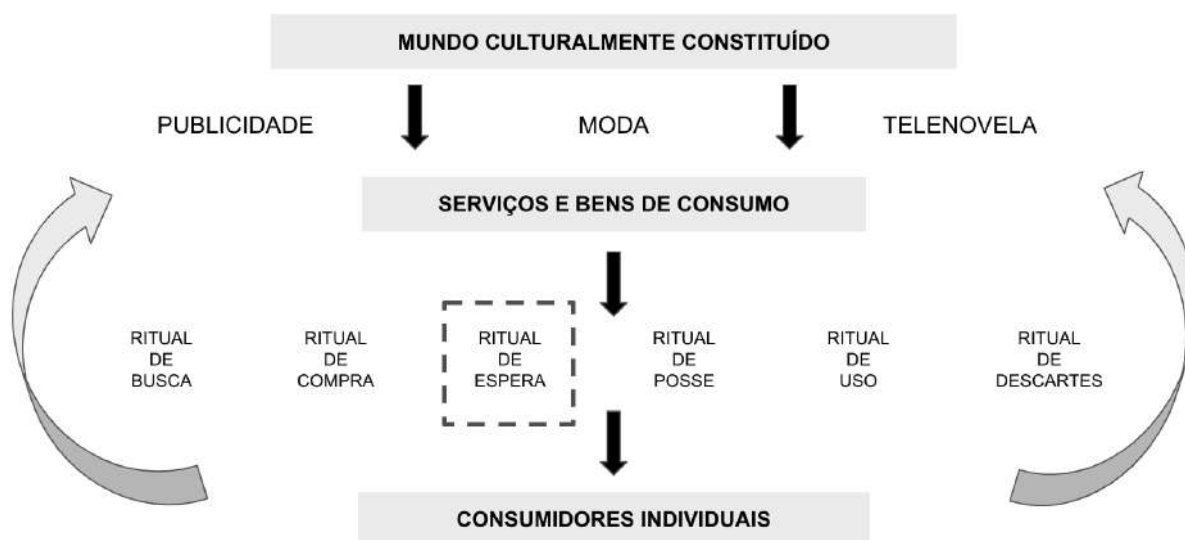 MUNDO CULTURALMENTE CONSTITUÍDO
PUBLICIDADE
MODA
TELENOVELA
SERVIÇOS E BENS DE CONSUMO
RITUAL
DE
BUSCA
RITUAL
DE
COMPRA
RITUAL
DE
ESPERA
RITUAL
DE
POSSE
RITUAL
DE
USO
RITUAL
DE
DESCARTES
CONSUMIDORES INDIVIDUAIS